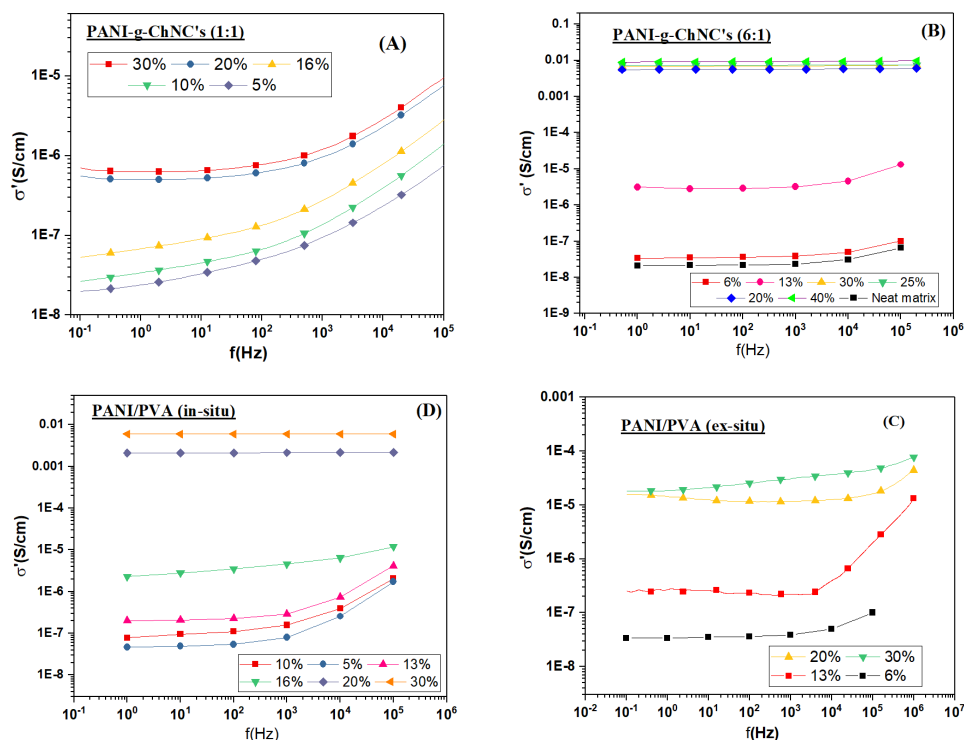 PANI-g-ChNC's (1:1)
(A)
30% 20% 16%
10% 5%
1E-5
1E-6
1E-7
1E-8
σ'(S/cm)
10-1 100 101 102 103 104 105
f(Hz)
PANI-g-ChNC's (6:1)
(B)
0.1
0.01
0.001
1E-4
1E-5
1E-6
1E-7
1E-8
1E-9
σ' (S/cm)
6% 13% 30% 25%
20% 40% Neat matrix
10-1 100 101 102 103 104 105 106
f(Hz)
PANI/PVA (in-situ)
(D)
0.01
0.001
1E-4
1E-5
1E-6
1E-7
1E-8
σ'(S/cm)
10% 5% 13%
16% 20% 30%
10-1 100 101 102 103 104 105 106
f(Hz)
PANI/PVA (ex-situ)
(C)
0.001
1E-4
1E-5
1E-6
1E-7
1E-8
σ'(S/cm)
20% 30%
13% 6%
10-2 10-1 100 101 102 103 104 105 106 107
f(Hz)